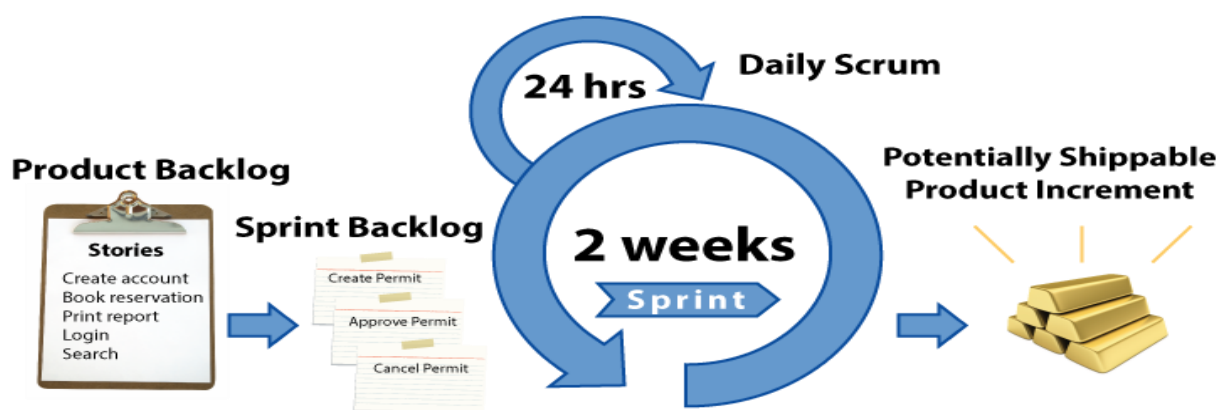 Product Backlog
Stories
Create account
Book reservation
Print report
Login
Search
Sprint Backlog
Create Permit
Approve Permit
Cancel Permit
24 hrs
Daily Scrum
2 weeks
Sprint
Potentially Shippable
Product Increment